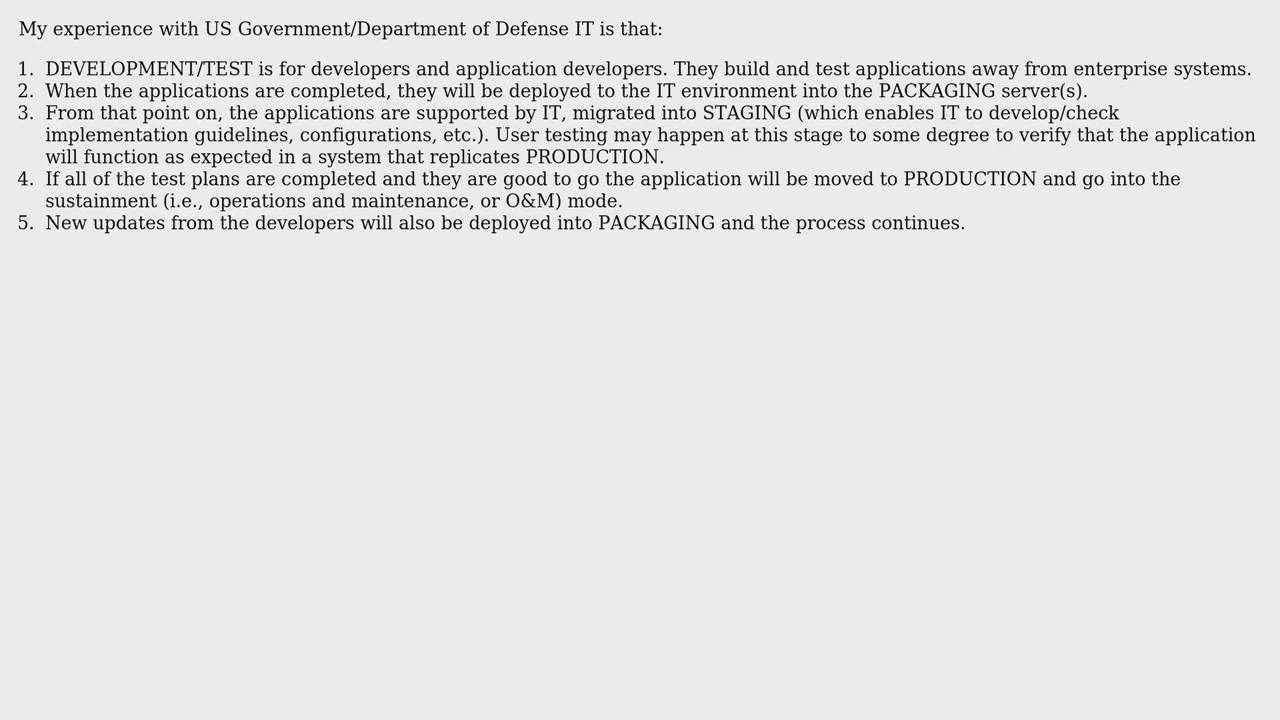 My experience with US Government/Department of Defense IT is that:
1. DEVELOPMENT/TEST is for developers and application developers. They build and test applications away from enterprise systems.
2. When the applications are completed, they will be deployed to the IT environment into the PACKAGING server(s).
3. From that point on, the applications are supported by IT, migrated into STAGING (which enables IT to develop/check
implementation guidelines, configurations, etc.). User testing may happen at this stage to some degree to verify that the application
will function as expected in a system that replicates PRODUCTION.
4. If all of the test plans are completed and they are good to go the application will be moved to PRODUCTION and go into the
sustainment (i.e., operations and maintenance, or O&M) mode.
5. New updates from the developers will also be deployed into PACKAGING and the process continues.